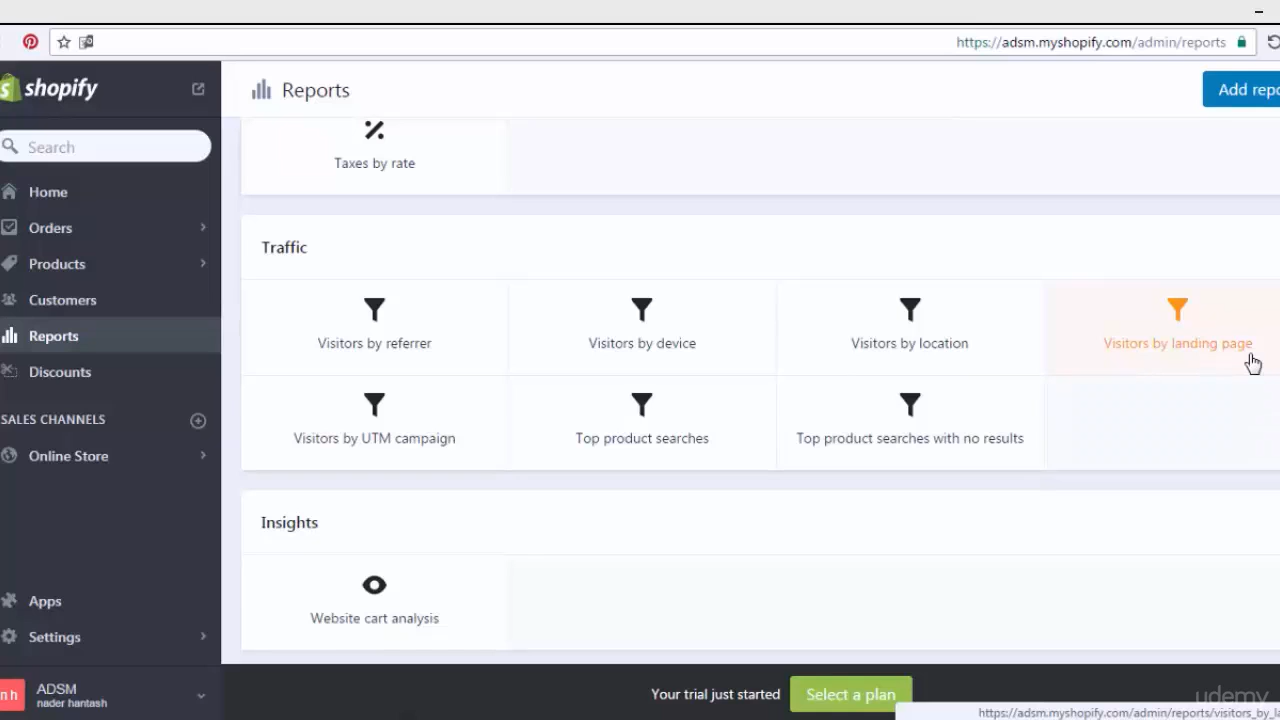 https://adsm.myshopify.com/admin/reports
shopify
Reports
Add repo
Search
Taxes by rate
Home
Orders
Products
Customers
Reports
Discounts
SALES CHANNELS
Online Store
Apps
Settings
Traffic
Visitors by referrer
Visitors by device
Visitors by location
Visitors by landing page
Visitors by UTM campaign
Top product searches
Top product searches with no results
Insights
Website cart analysis
n h
ADSM
nader hantash
Your trial just started
Select a plan
udemy
https://adsm.myshopify.com/admin/reports/visitors_by_la